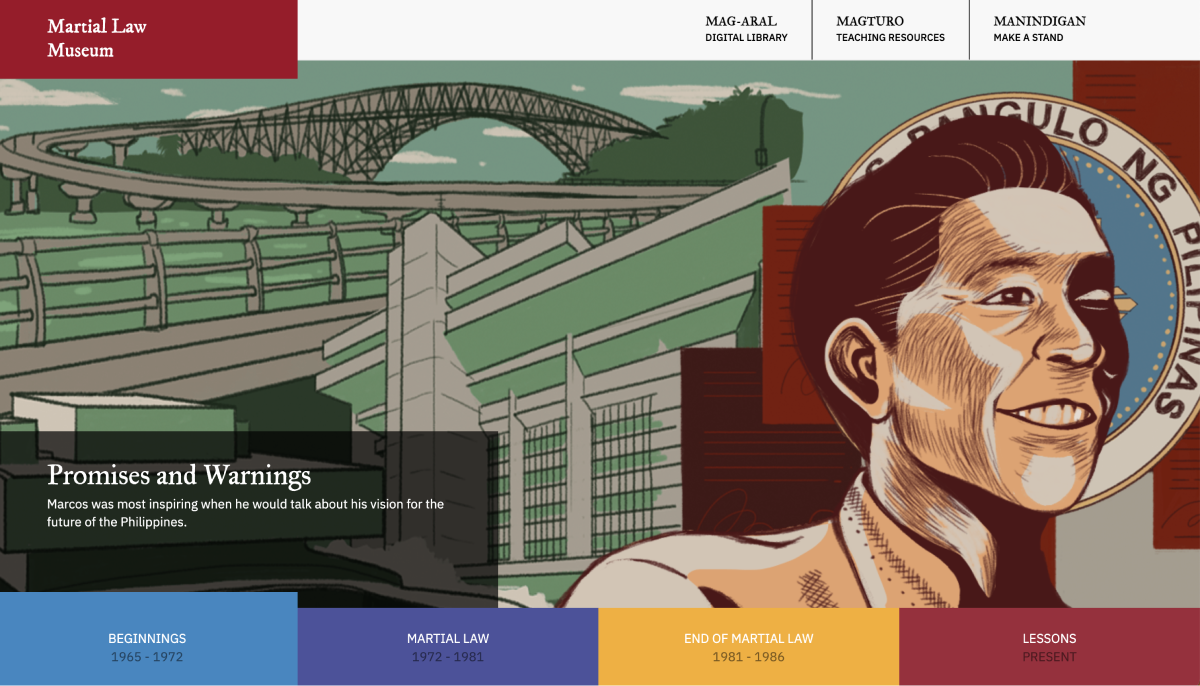 Martial Law
Museum
MAG-ARAL
DIGITAL LIBRARY
MAGTURO
TEACHING RESOURCES
MANINDIGAN
MAKE A STAND
PANGULO NG PILIPINAS
Promises and Warnings
Marcos was most inspiring when he would talk about his vision for the
future of the Philippines.
BEGINNINGS
1965 - 1972
MARTIAL LAW
1972 - 1981
END OF MARTIAL LAW
1981 - 1986
LESSONS
PRESENT